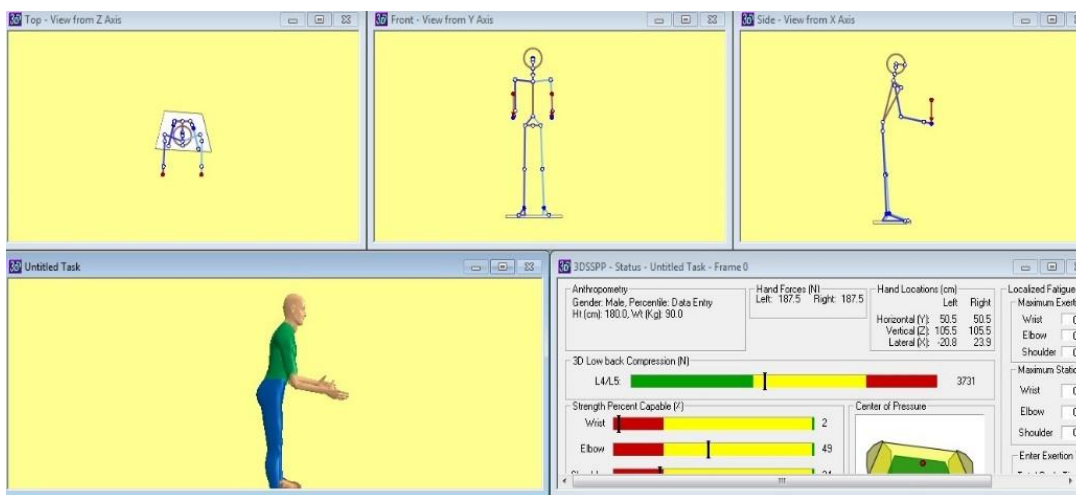 Top - View from Z Axis
Front - View from Y Axis
Side - View from X Axis
Untitled Task
3DSSPP - Status - Untitled Task - Frame 0
Anthropometry
Gender: Male, Percentile: Data Entry
Ht (cm): 180.0, Wt (Kg): 90.0
Hand Forces (N)
Left: 187.5 Right: 187.5
Hand Locations (cm)
Left Right
Horizontal (Y): 50.5 50.5
Vertical (Z): 105.5 105.5
Lateral (X): -20.8 23.9
Localized Fatigue
Maximum Exerti
Wrist
Elbow
Shoulder
Maximum Static
Wrist
Elbow
Shoulder
Enter Exertion
3D Low back Compression (N)
L4/L5: 3731
Strength Percent Capable (%)
Wrist 2
Elbow 49
Center of Pressure